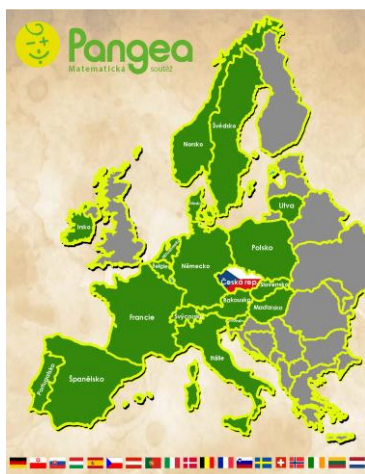 Pangea
Matematická soutěž
Švédsko
Norsko
Litva
Irsko
Polsko
Německo
Belgie
Česká rep.
Slovensko
Rakousko
Maďarsko
Francie
Švýcarsko
Itálie
Portugalsko
Španělsko